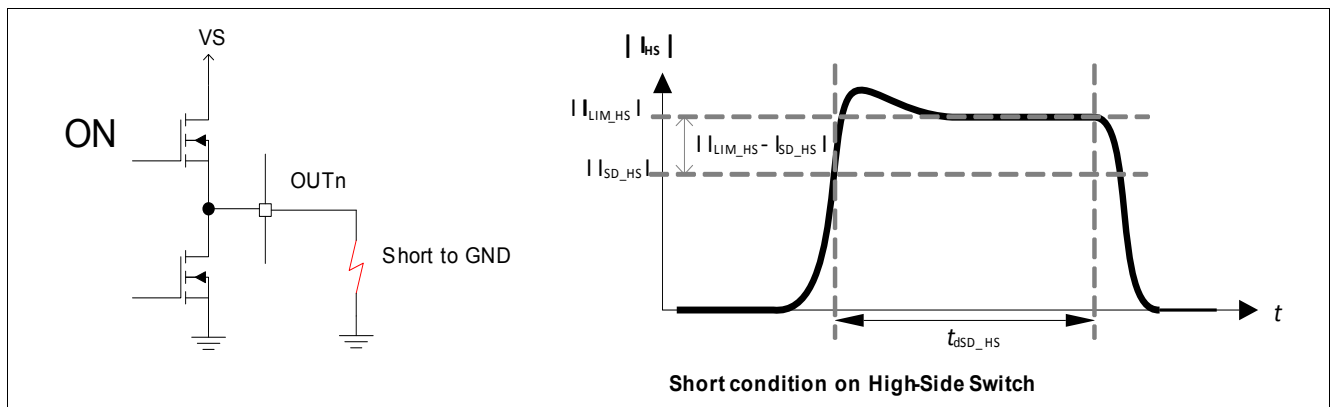 VS
ON
OUTn
Short to GND
| I_HS |
| I_LIM_HS |
| I_LIM_HS - I_SD_HS |
| I_SD_HS |
t
t_dSD_HS
Short condition on High-Side Switch